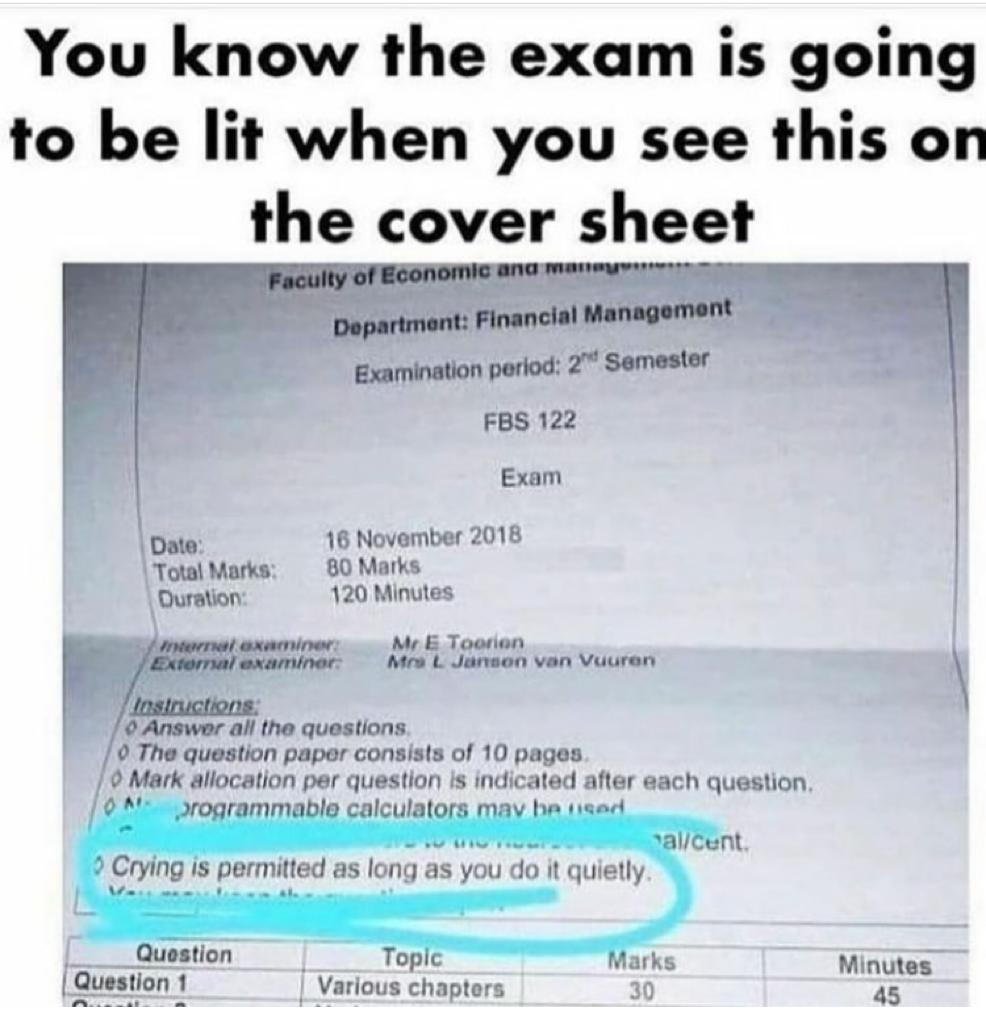 You know the exam is going
to be lit when you see this on
the cover sheet
Faculty of Economic and
Department: Financial Management
Examination period: 2nd Semester
FBS 122
Exam
Date: 16 November 2018
Total Marks: 80 Marks
Duration: 120 Minutes
Internal examiner: Mr E Toerien
External examiner: Mrs L Jansen van Vuuren
Instructions:
◊ Answer all the questions.
◊ The question paper consists of 10 pages.
◊ Mark allocation per question is indicated after each question.
◊ programmable calculators may be used
al/cent.
◊ Crying is permitted as long as you do it quietly.
Question Topic Marks Minutes
Question 1 Various chapters 30 45